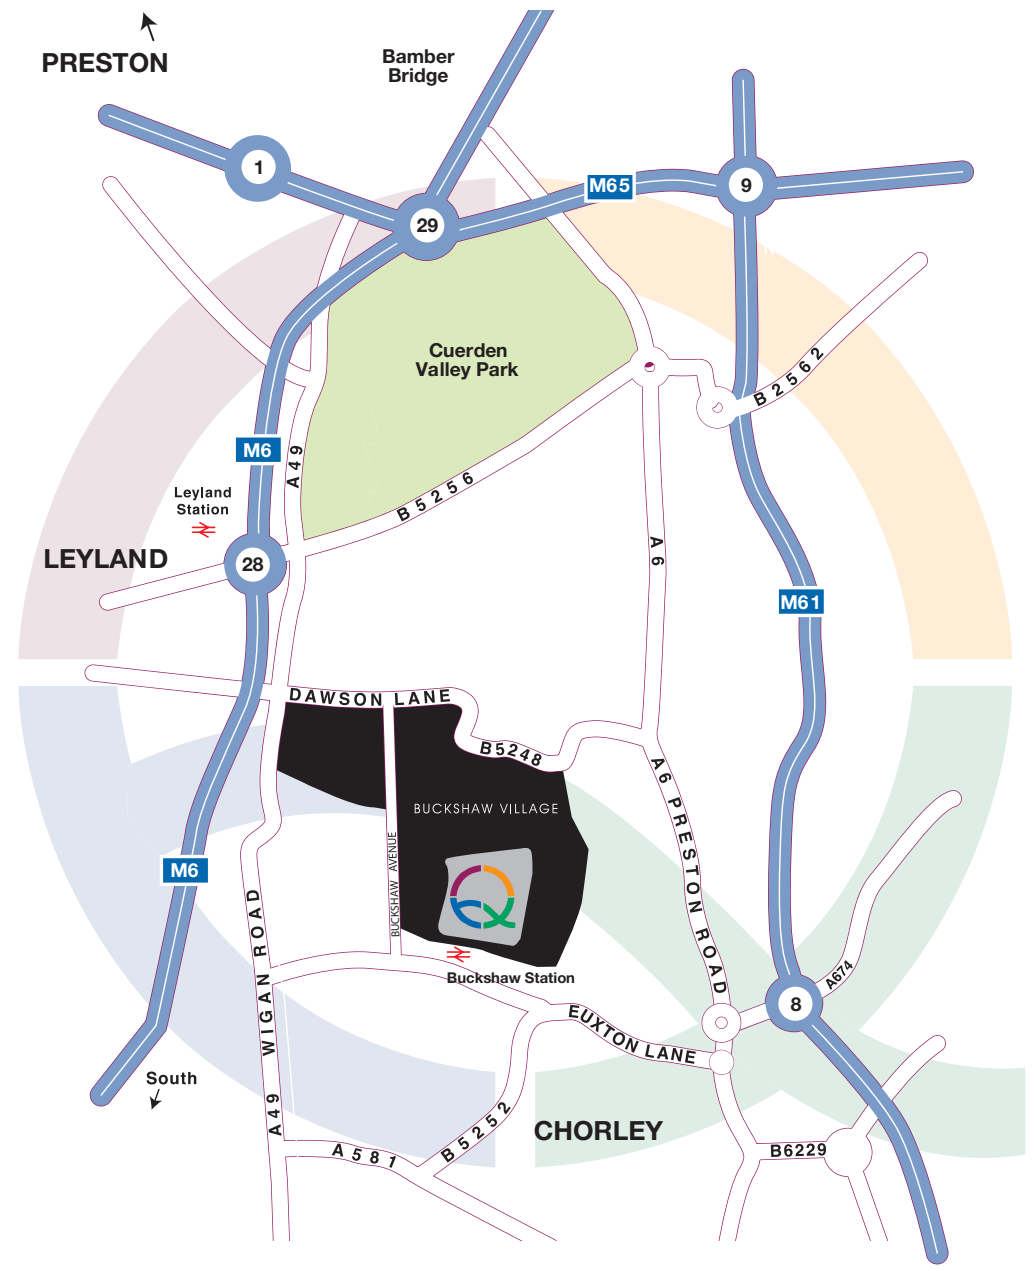 PRESTON
Bamber
Bridge
1
29
M65
9
Cuerden
Valley Park
B2562
M6
A49
Leyland
Station
B5256
LEYLAND
28
A6
M61
DAWSON LANE
B5248
BUCKSHAW VILLAGE
A6 PRESTON ROAD
BUCKSHAW AVENUE
M6
A49 WIGAN ROAD
Buckshaw Station
A674
8
EUXTON LANE
South
CHORLEY
B5252
A581
B6229